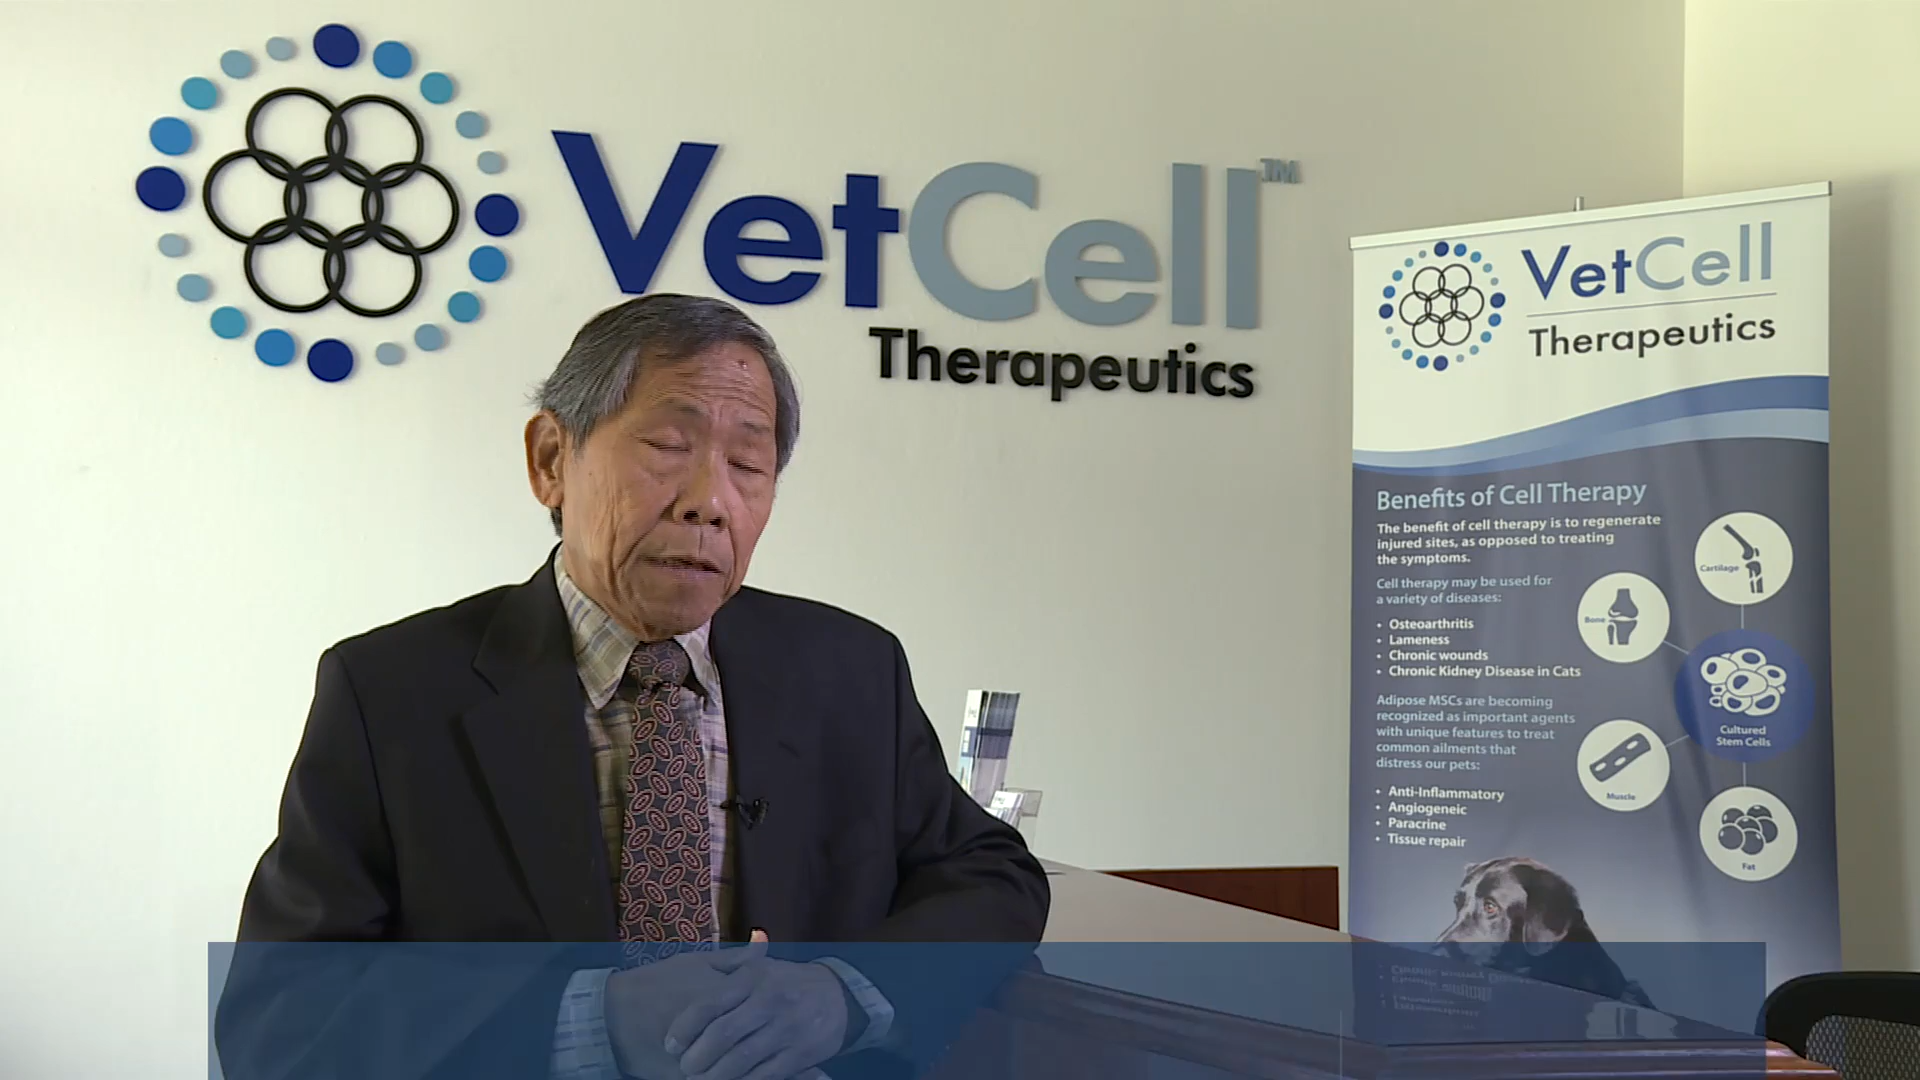 VetCell™
Therapeutics
VetCell
Therapeutics
Benefits of Cell Therapy
The benefit of cell therapy is to regenerate
injured sites, as opposed to treating
the symptoms.
Cell therapy may be used for
a variety of diseases:
• Osteoarthritis
• Lameness
• Chronic wounds
• Chronic Kidney Disease in Cats
Adipose MSCs are becoming
recognized as important agents
with unique features to treat
common ailments that
distress our pets:
• Anti-Inflammatory
• Angiogeneic
• Paracrine
• Tissue repair
Cartilage
Bone
Cultured
Stem Cells
Muscle
Fat